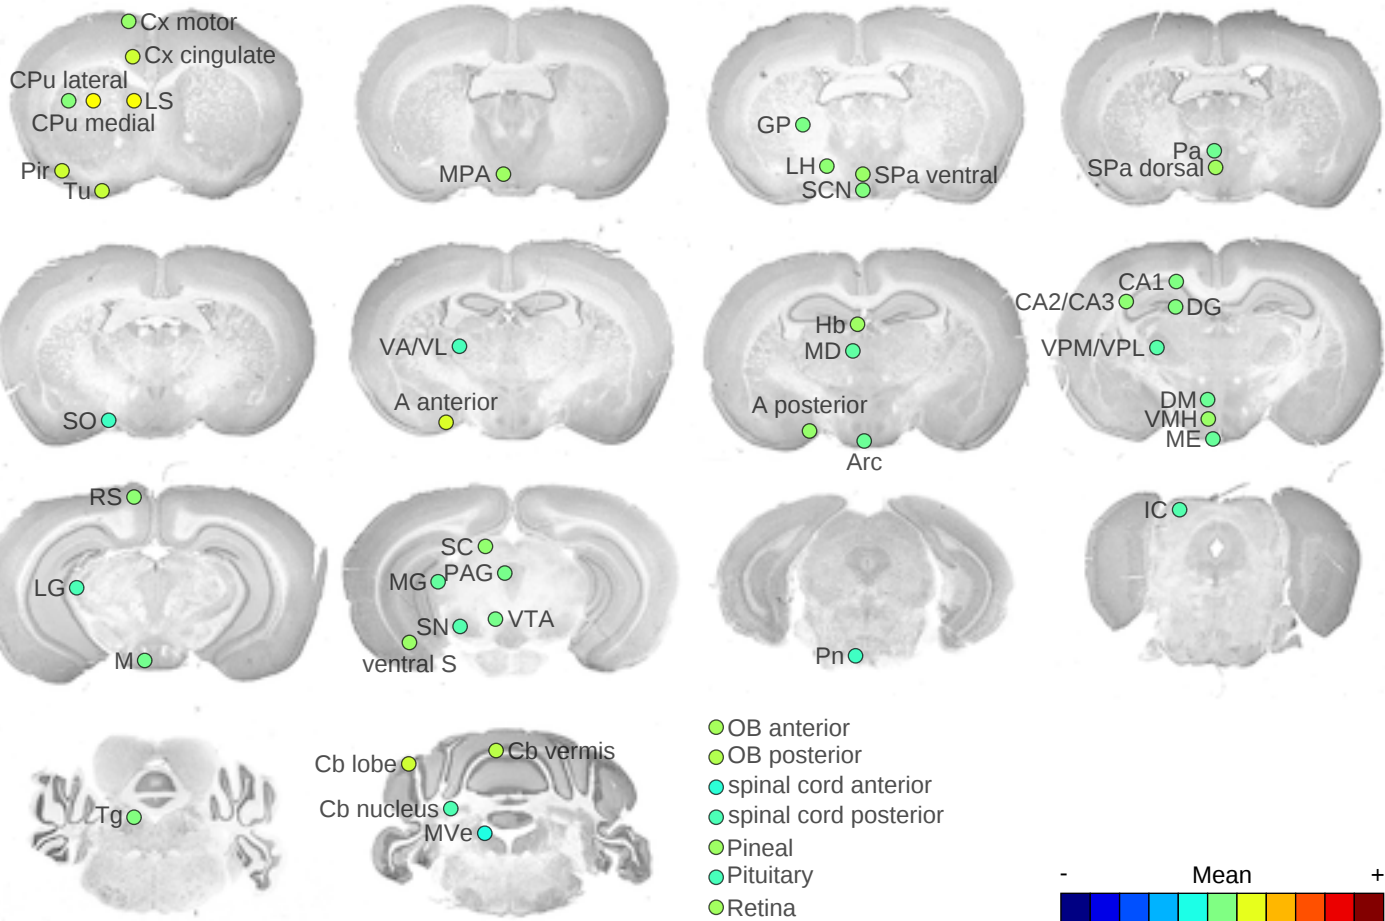 Cx motor
Cx cingulate
CPu lateral
LS
CPu medial
Pir
Tu
MPA
GP
LH
SPa ventral
SCN
Pa
SPa dorsal
SO
VA/VL
A anterior
Hb
MD
A posterior
Arc
CA1
CA2/CA3
DG
VPM/VPL
DM
VMH
ME
RS
LG
M
SC
MG
PAG
SN
VTA
ventral S
Pn
IC
Tg
Cb lobe
Cb vermis
Cb nucleus
MVe
OB anterior
OB posterior
spinal cord anterior
spinal cord posterior
Pineal
Pituitary
Retina
- Mean +